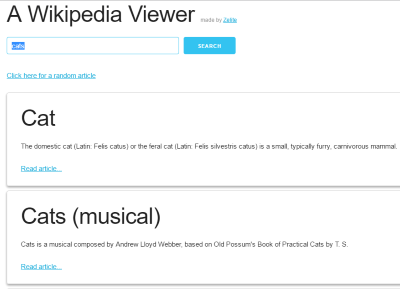 A Wikipedia Viewer made by Zelite
cats SEARCH
Click here for a random article
Cat
The domestic cat (Latin: Felis catus) or the feral cat (Latin: Felis silvestris catus) is a small, typically furry, carnivorous mammal.
Read article...
Cats (musical)
Cats is a musical composed by Andrew Lloyd Webber, based on Old Possum's Book of Practical Cats by T. S.
Read article...